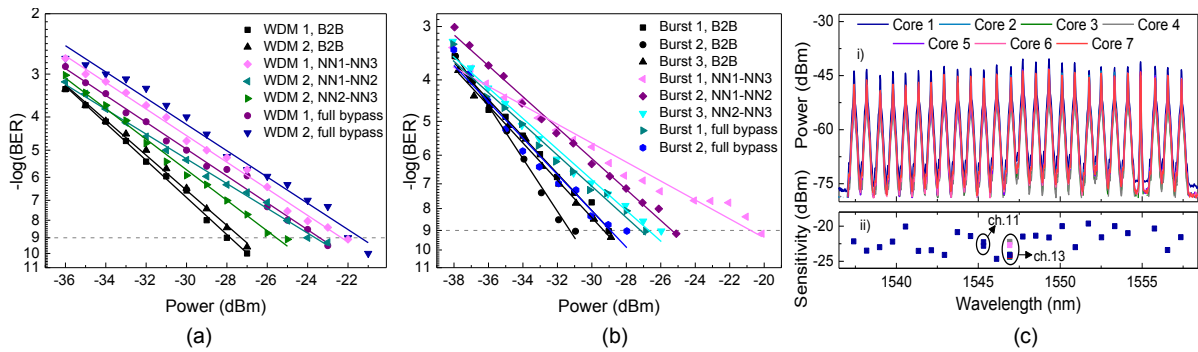 2
3
4
5
6
7
8
9
10
11
-log(BER)
-36 -34 -32 -30 -28 -26 -24 -22 -20
Power (dBm)
WDM 1, B2B
WDM 2, B2B
WDM 1, NN1-NN3
WDM 2, NN1-NN2
WDM 2, NN2-NN3
WDM 1, full bypass
WDM 2, full bypass
(a)
-3
4
5
6
7
8
9
10
11
-log(BER)
-38 -36 -34 -32 -30 -28 -26 -24 -22 -20
Power (dBm)
Burst 1, B2B
Burst 2, B2B
Burst 3, B2B
Burst 1, NN1-NN3
Burst 2, NN1-NN2
Burst 3, NN2-NN3
Burst 1, full bypass
Burst 2, full bypass
(b)
Core 1 Core 2 Core 3 Core 4
Core 5 Core 6 Core 7
i)
-30
-45
-60
-75
Power (dBm)
ii)
-20
-25
Sensitivity (dBm)
ch.11
ch.13
1540 1545 1550 1555
Wavelength (nm)
(c)